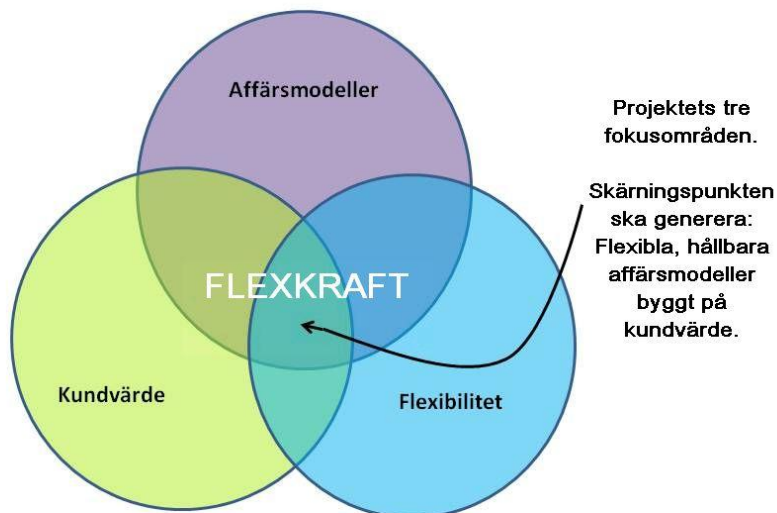 Affärsmodeller
Projektets tre
fokusområden.
Skärningspunkten
ska generera:
Flexibla, hållbara
affärsmodeller
byggt på
kundvärde.
FLEXKRAFT
Kundvärde
Flexibilitet